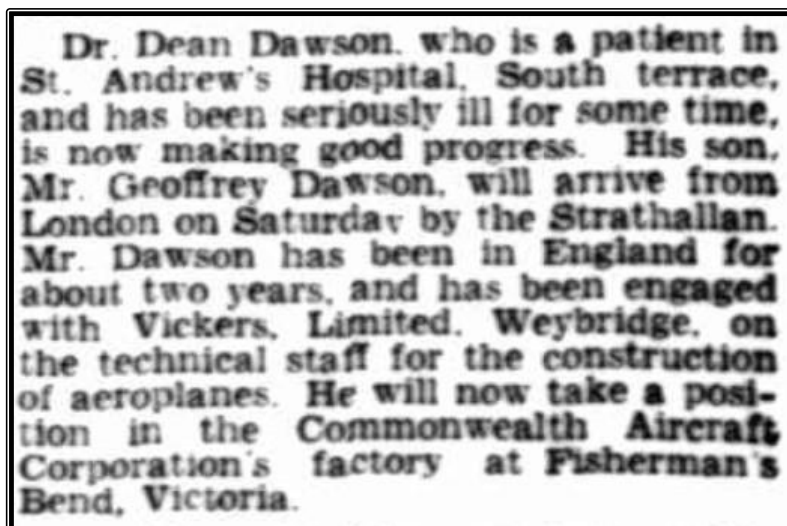 Dr. Dean Dawson. who is a patient in
St. Andrew's Hospital, South terrace,
and has been seriously ill for some time,
is now making good progress. His son,
Mr. Geoffrey Dawson, will arrive from
London on Saturday by the Strathallan.
Mr. Dawson has been in England for
about two years, and has been engaged
with Vickers, Limited, Weybridge, on
the technical staff for the construction
of aeroplanes. He will now take a posi-
tion in the Commonwealth Aircraft
Corporation's factory at Fisherman's
Bend, Victoria.